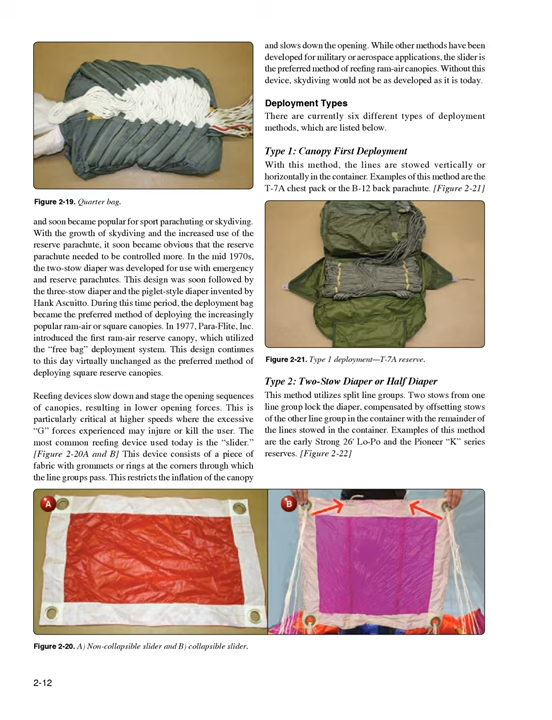 Figure 2-19. Quarter bag.
and soon became popular for sport parachuting or skydiving.
With the growth of skydiving and the increased use of the
reserve parachute, it soon became obvious that the reserve
parachute needed to be controlled more. In the mid 1970s,
the two-stow diaper was developed for use with emergency
and reserve parachutes. This design was soon followed by
the three-stow diaper and the piglet-style diaper invented by
Hank Ascuitto. During this time period, the deployment bag
became the preferred method of deploying the increasingly
popular ram-air or square canopies. In 1977, Para-Flite, Inc.
introduced the first ram-air reserve canopy, which utilized
the “free bag” deployment system. This design continues
to this day virtually unchanged as the preferred method of
deploying square reserve canopies.
Reefing devices slow down and stage the opening sequences
of canopies, resulting in lower opening forces. This is
particularly critical at higher speeds where the excessive
“G” forces experienced may injure or kill the user. The
most common reefing device used today is the “slider.”
[Figure 2-20A and B] This device consists of a piece of
fabric with grommets or rings at the corners through which
the line groups pass. This restricts the inflation of the canopy
and slows down the opening. While other methods have been
developed for military or aerospace applications, the slider is
the preferred method of reefing ram-air canopies. Without this
device, skydiving would not be as advanced as it is today.
Deployment Types
There are currently six different types of deployment
methods, which are listed below.
Type 1: Canopy First Deployment
With this method, the lines are stowed vertically or
horizontally in the container. Examples of this method are the
T-7A chest pack or the B-12 back parachute. [Figure 2-21]
Figure 2-21. Type 1 deployment—T-7A reserve.
Type 2: Two-Stow Diaper or Half Diaper
This method utilizes split line groups. Two stows from one
line group lock the diaper, compensated by offsetting stows
of the other line group in the container with the remainder of
the lines stowed in the container. Examples of this method
are the early Strong 26' Lo-Po and the Pioneer “K” series
reserves. [Figure 2-22]
A
B
Figure 2-20. A) Non-collapsible slider and B) collapsible slider.
2-12